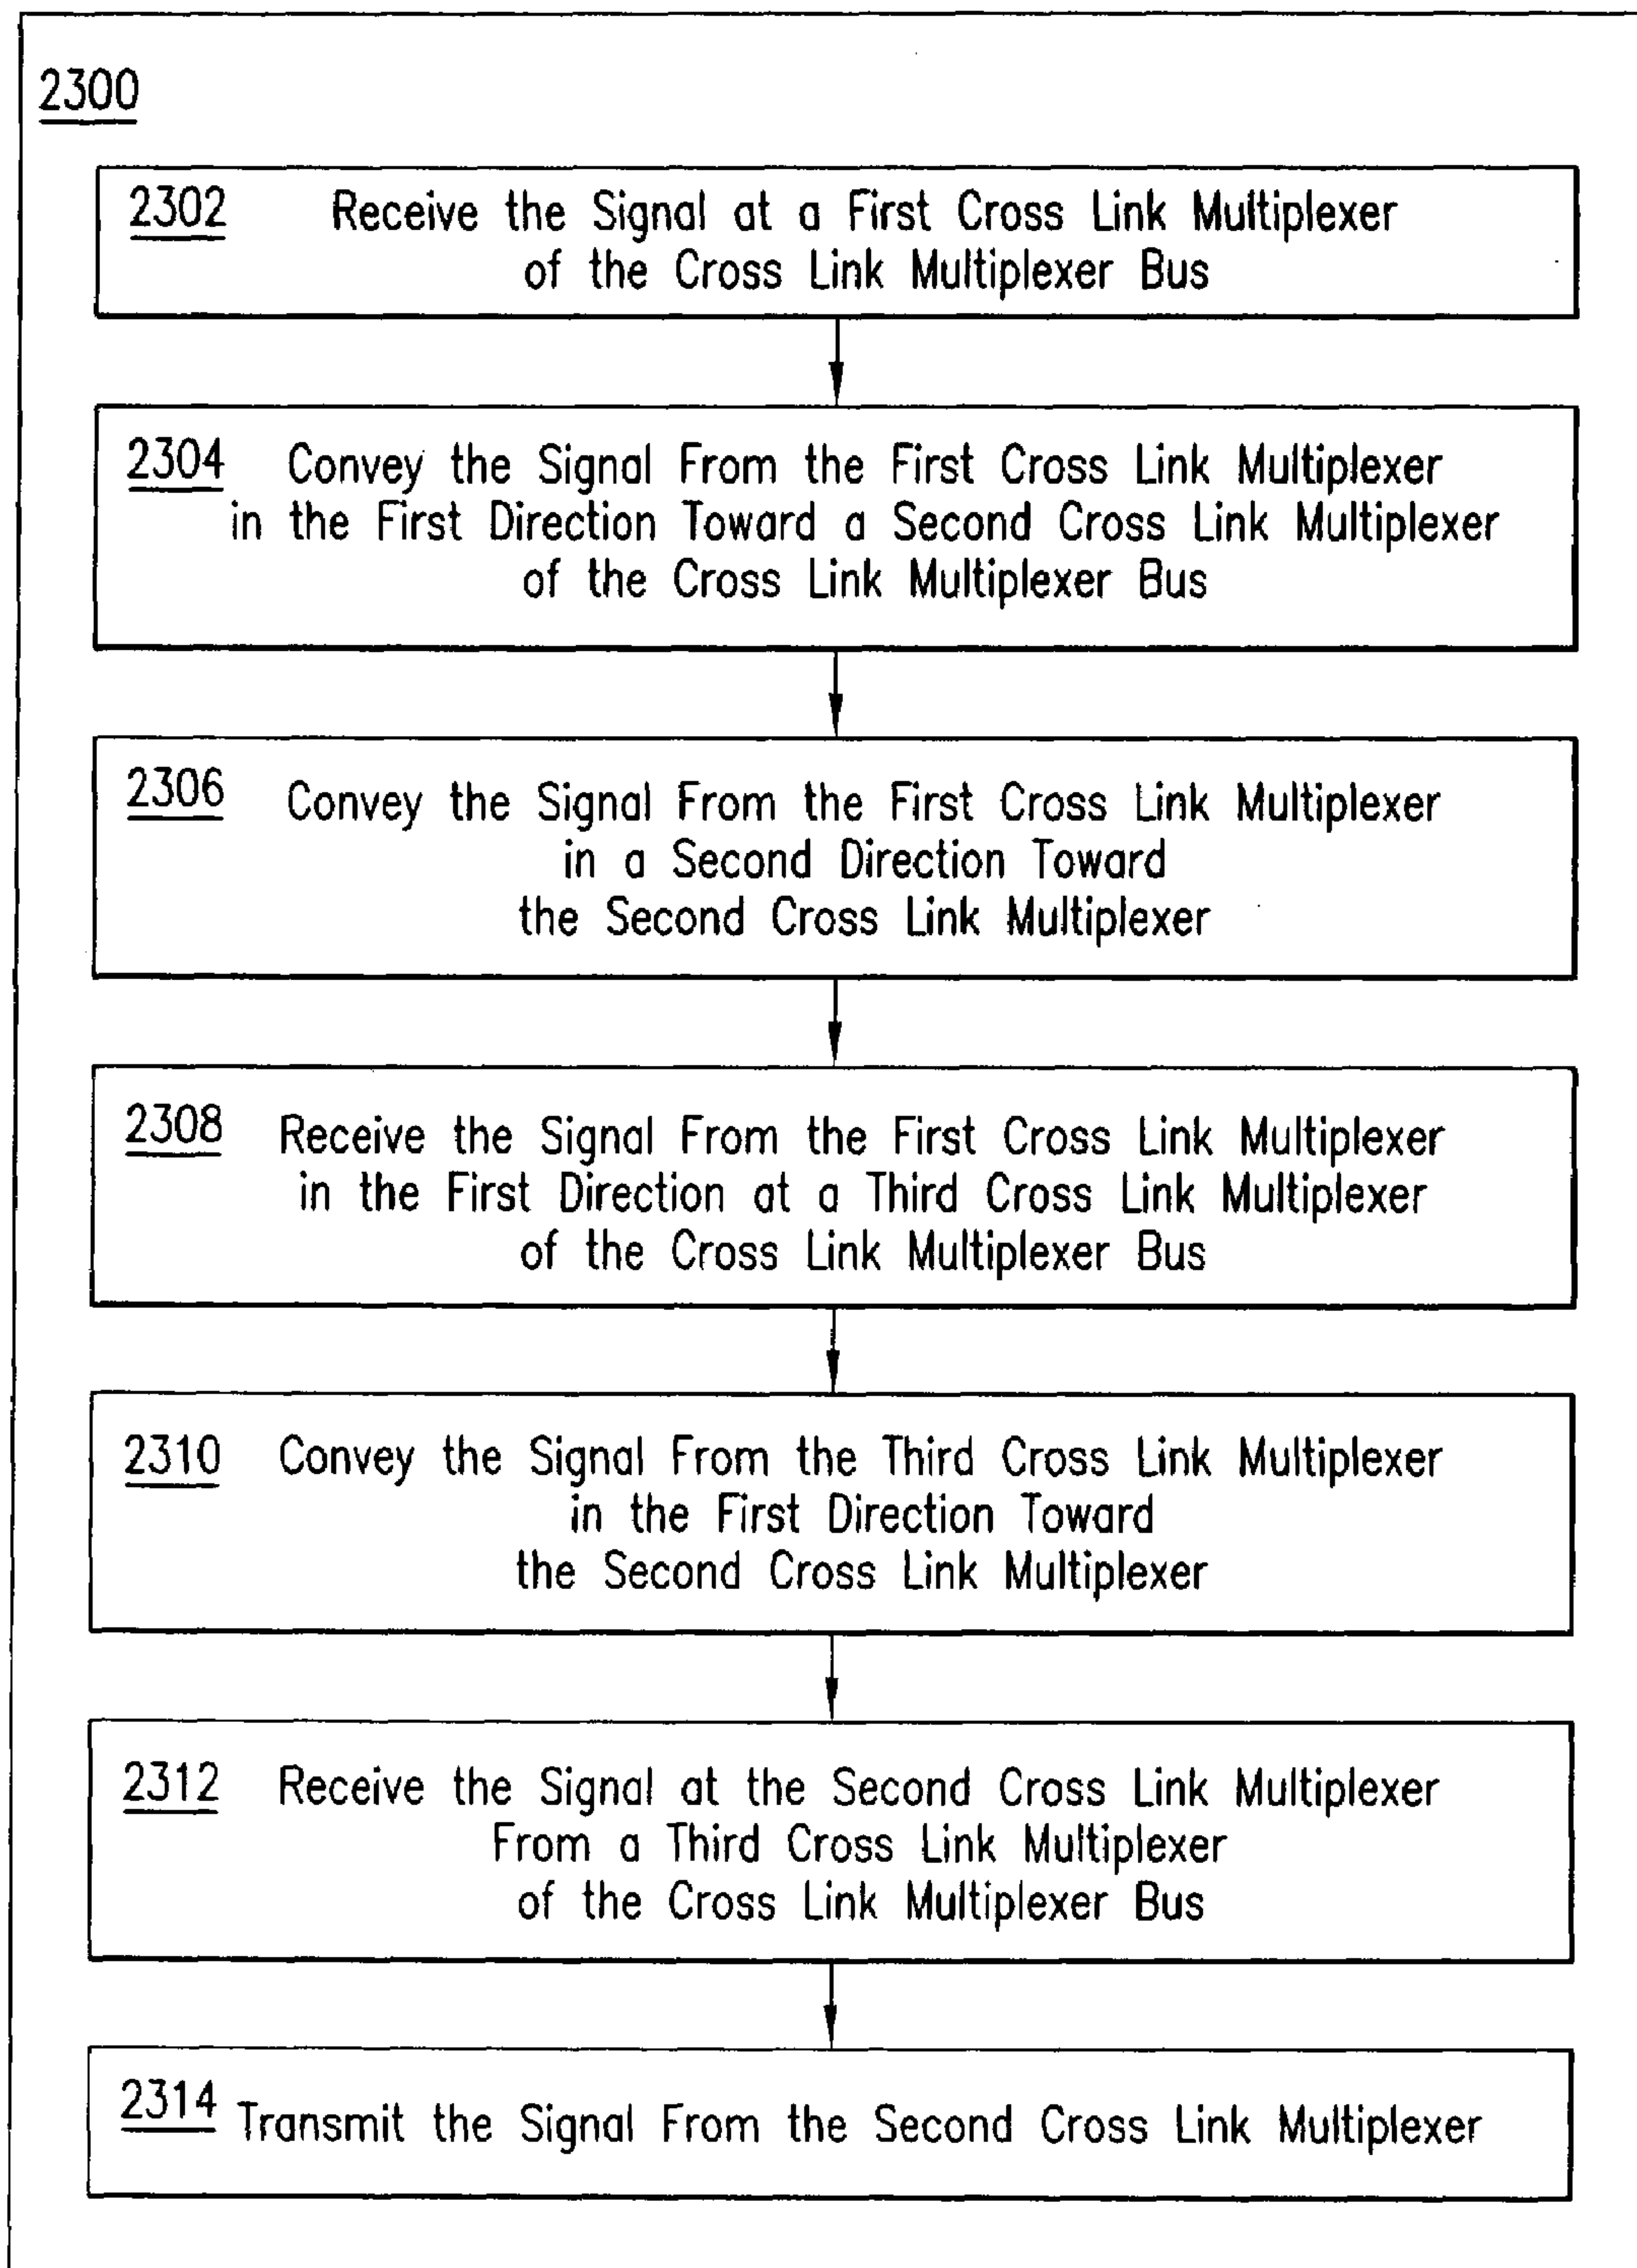 2300
2302 Receive the Signal at a First Cross Link Multiplexer
of the Cross Link Multiplexer Bus
2304 Convey the Signal From the First Cross Link Multiplexer
in the First Direction Toward a Second Cross Link Multiplexer
of the Cross Link Multiplexer Bus
2306 Convey the Signal From the First Cross Link Multiplexer
in a Second Direction Toward
the Second Cross Link Multiplexer
2308 Receive the Signal From the First Cross Link Multiplexer
in the First Direction at a Third Cross Link Multiplexer
of the Cross Link Multiplexer Bus
2310 Convey the Signal From the Third Cross Link Multiplexer
in the First Direction Toward
the Second Cross Link Multiplexer
2312 Receive the Signal at the Second Cross Link Multiplexer
From a Third Cross Link Multiplexer
of the Cross Link Multiplexer Bus
2314 Transmit the Signal From the Second Cross Link Multiplexer